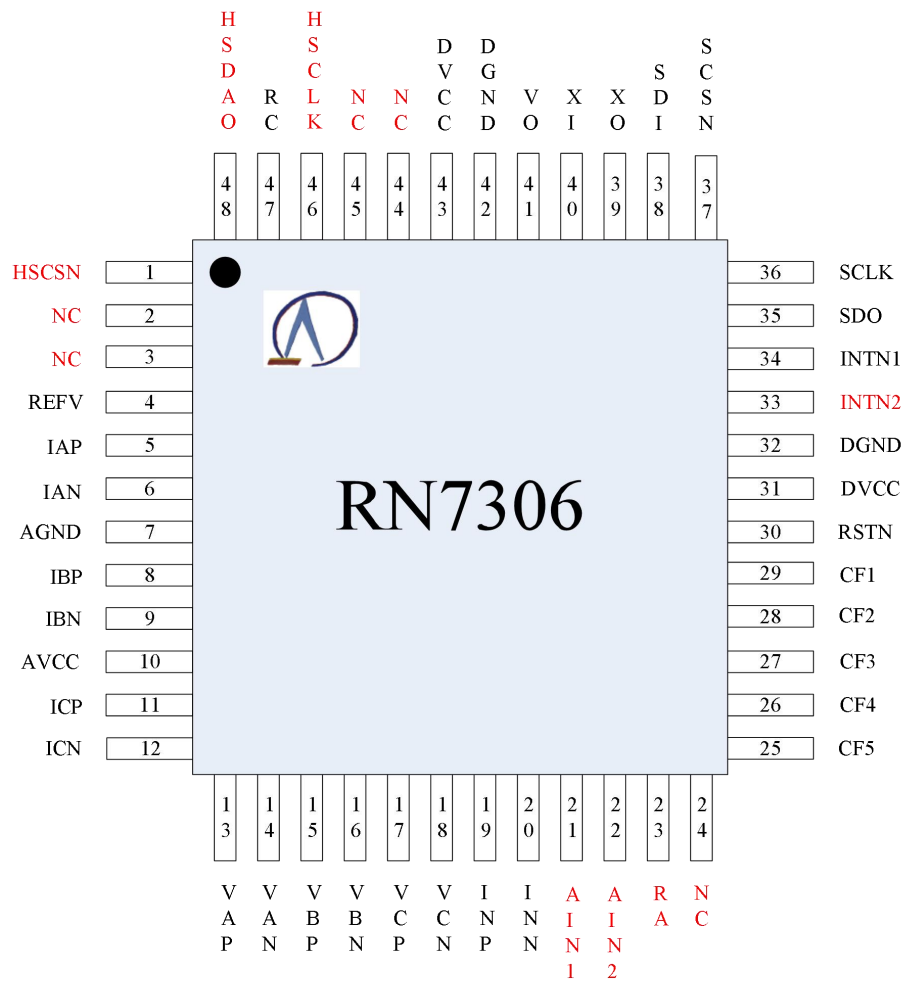 HSDAO
RC
HSCLK
NC
NC
DVCC
DGND
VO
XI
XO
SDI
SCSN
48
47
46
45
44
43
42
41
40
39
38
37
HSCSN 1
NC 2
NC 3
REFV 4
IAP 5
IAN 6
AGND 7
IBP 8
IBN 9
AVCC 10
ICP 11
ICN 12
RN7306
36 SCLK
35 SDO
34 INTN1
33 INTN2
32 DGND
31 DVCC
30 RSTN
29 CF1
28 CF2
27 CF3
26 CF4
25 CF5
13
14
15
16
17
18
19
20
21
22
23
24
VAP
VAN
VBP
VBN
VCP
VCN
INP
INN
AIN1
AIN2
RA
NC